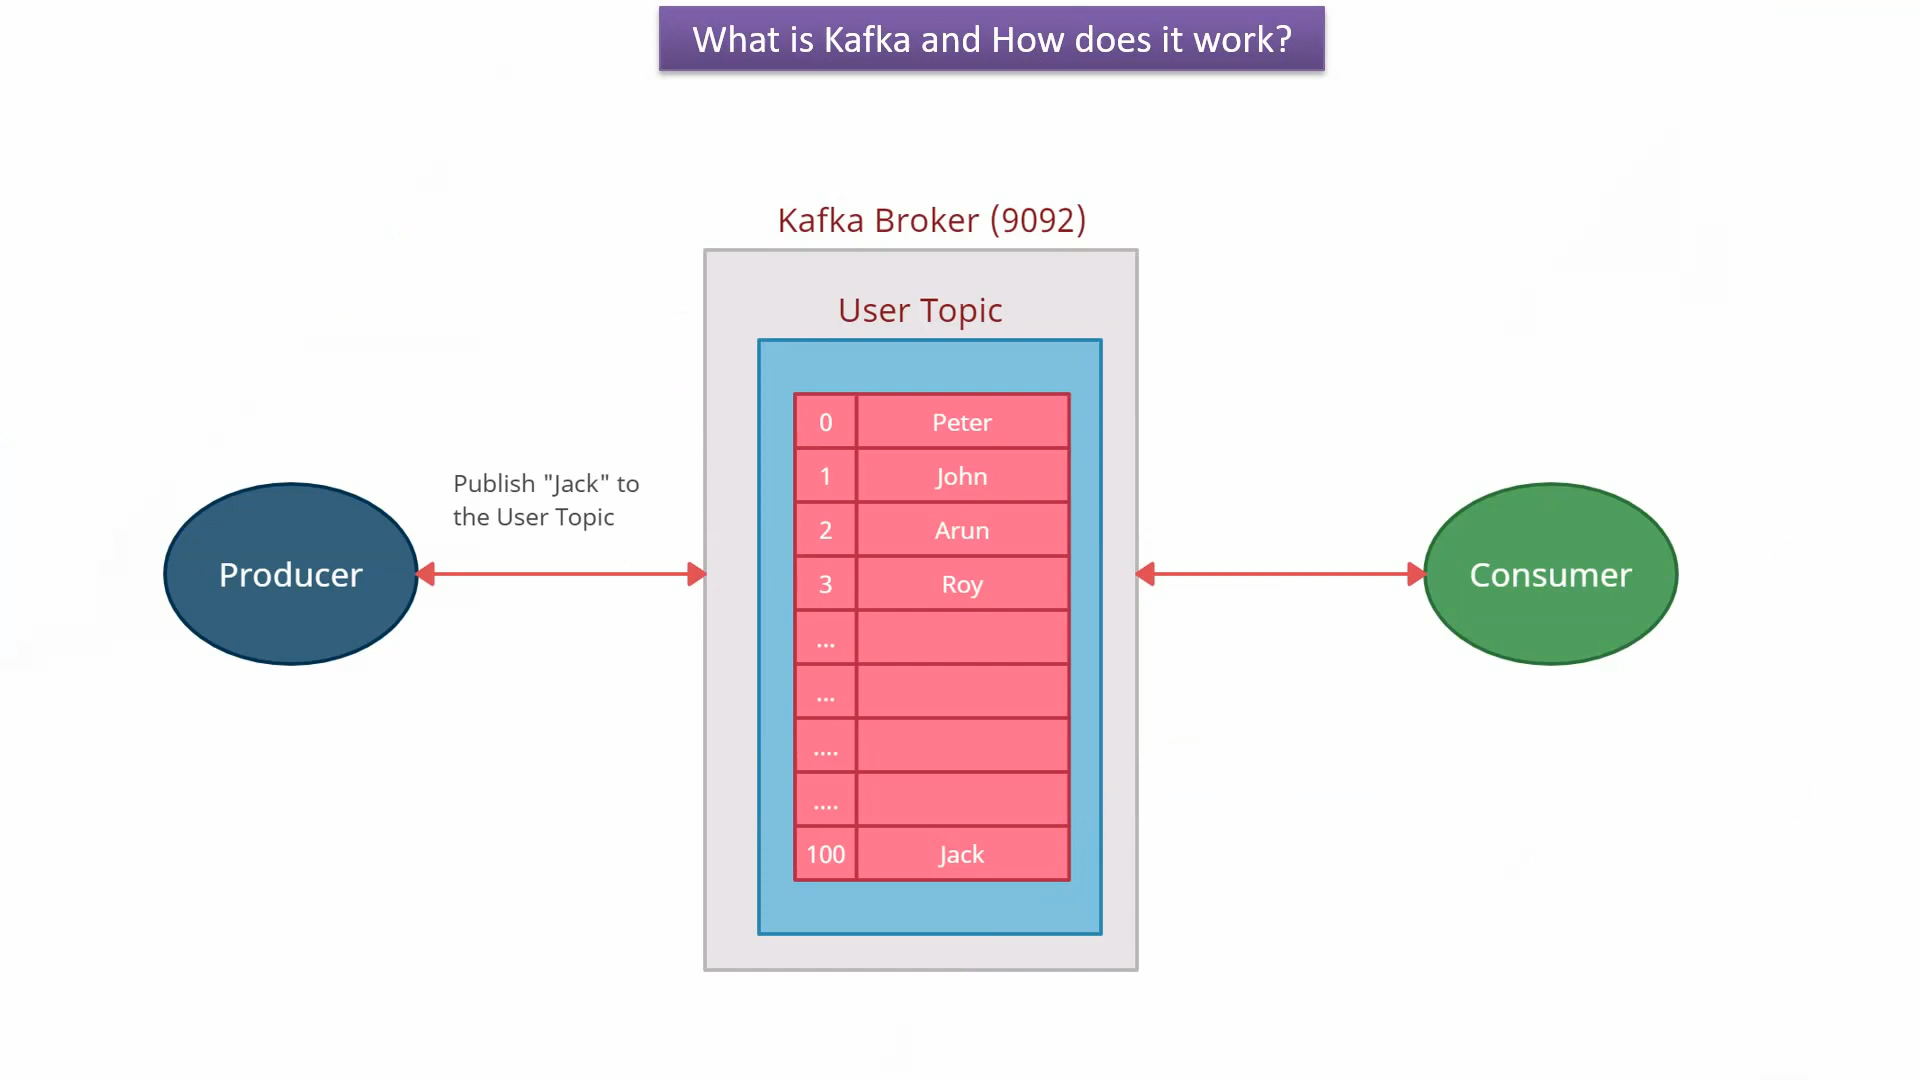 What is Kafka and How does it work?
Kafka Broker (9092)
User Topic
0 Peter
1 John
2 Arun
3 Roy
...
...
....
....
100 Jack
Publish "Jack" to
the User Topic
Producer
Consumer